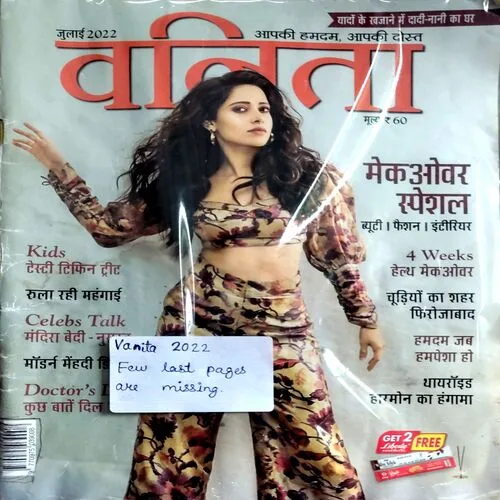 यादों के खजाने में दादी-नानी का घर
जुलाई 2022
आपकी हमदम, आपकी दोस्त
वनिता
मूल्य ₹ 60
मेकओवर
स्पेशल
ब्यूटी । फैशन । इंटीरियर
Kids
टेस्टी टिफिन ट्रीट
रुला रही महंगाई
Celebs Talk
मंदिरा बेदी -
मॉडर्न मेंहदी
Doctor's
कुछ बातें दिल
4 Weeks
हेल्थ मेकओवर
चूड़ियों का शहर
फिरोजाबाद
हमदम जब
हमपेशा हो
थायरॉइड
हारमोन का हंगामा
Vanita 2022
Few last pages
are missing.
GET 2
FREE